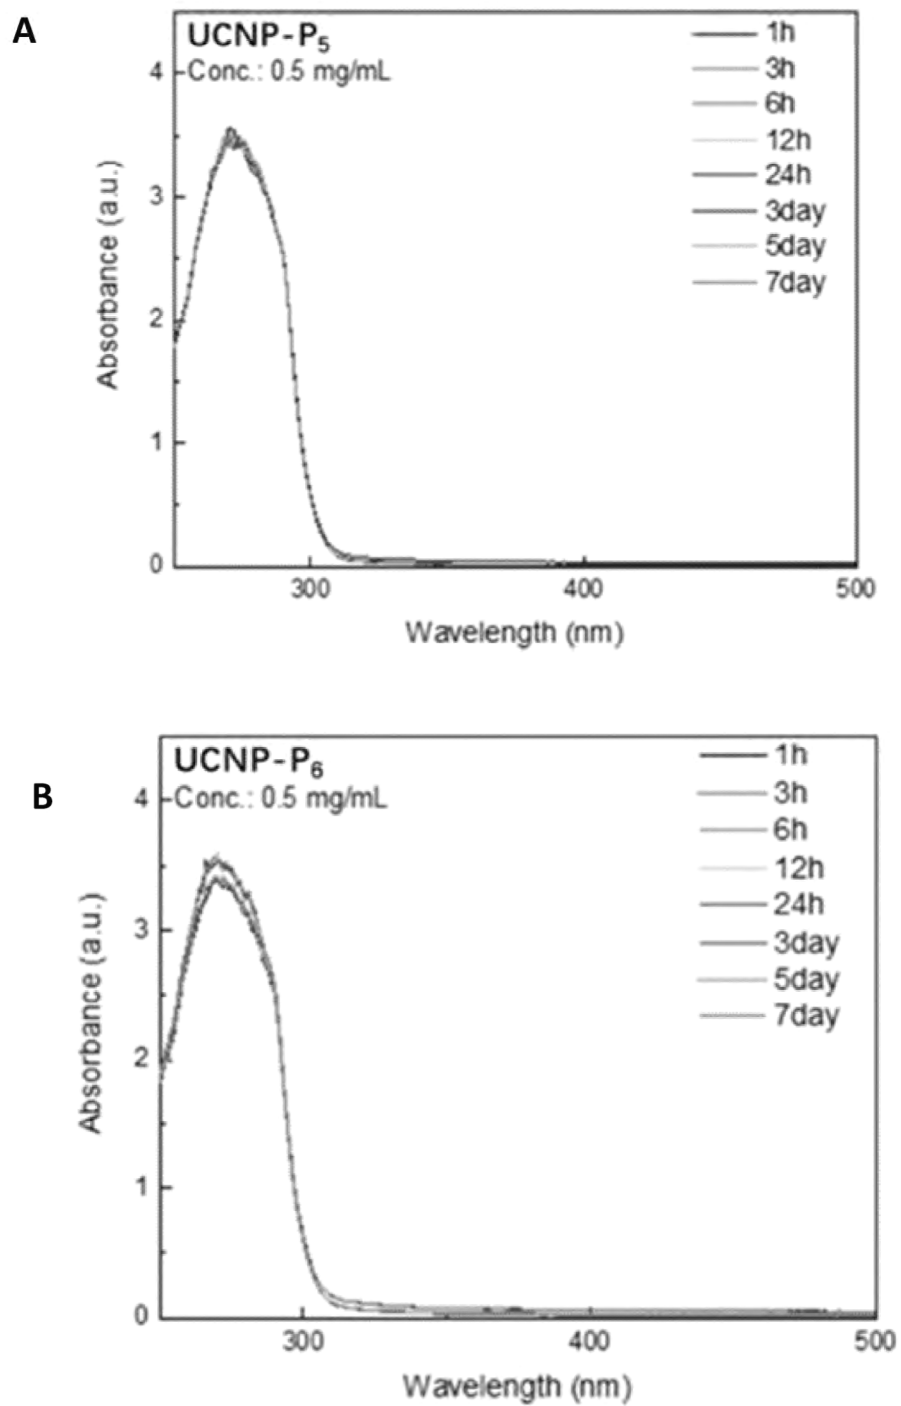 A
UCNP-P5
Conc.: 0.5 mg/mL
1h
3h
6h
12h
24h
3day
5day
7day
4
3
2
1
0
Absorbance (a.u.)
300
400
500
Wavelength (nm)
B
UCNP-P6
Conc.: 0.5 mg/mL
1h
3h
6h
12h
24h
3day
5day
7day
4
3
2
1
0
Absorbance (a.u.)
300
400
500
Wavelength (nm)